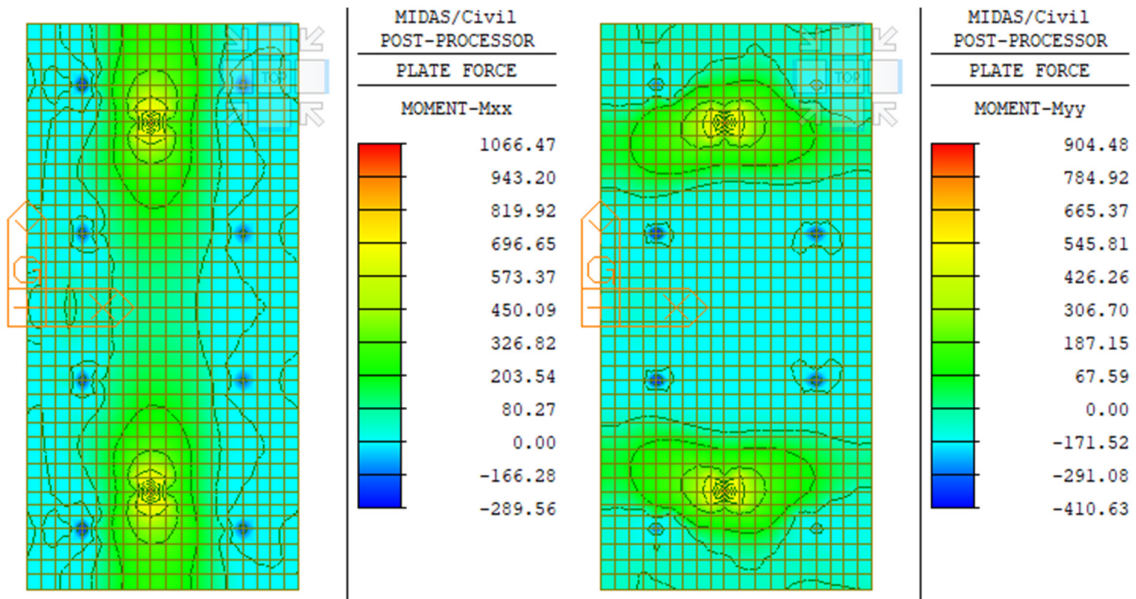 MIDAS/Civil
POST-PROCESSOR
PLATE FORCE
MOMENT-Mxx
1066.47
943.20
819.92
696.65
573.37
450.09
326.82
203.54
80.27
0.00
-166.28
-289.56
TOP
X
MIDAS/Civil
POST-PROCESSOR
PLATE FORCE
MOMENT-Myy
904.48
784.92
665.37
545.81
426.26
306.70
187.15
67.59
0.00
-171.52
-291.08
-410.63
TOP
X